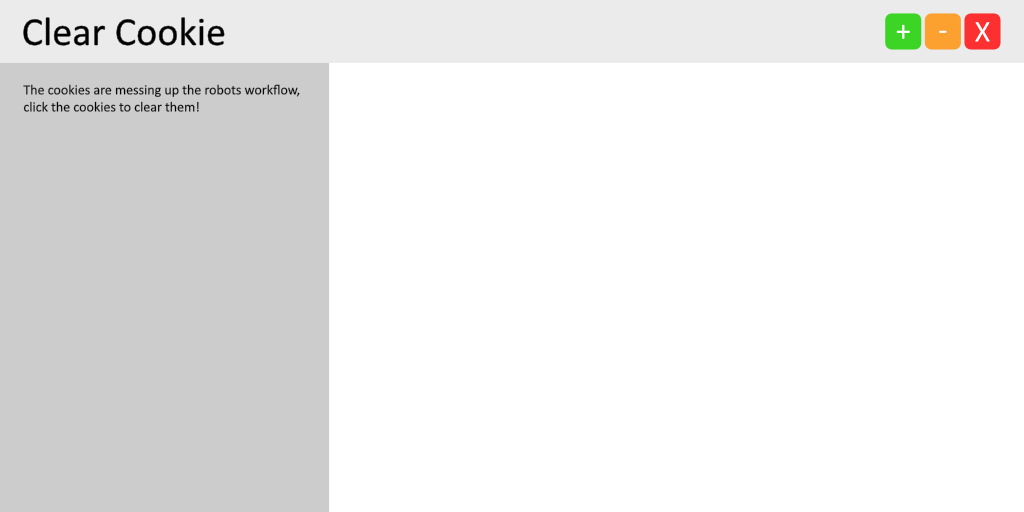 Clear Cookie
+ - X
The cookies are messing up the robots workflow,
click the cookies to clear them!